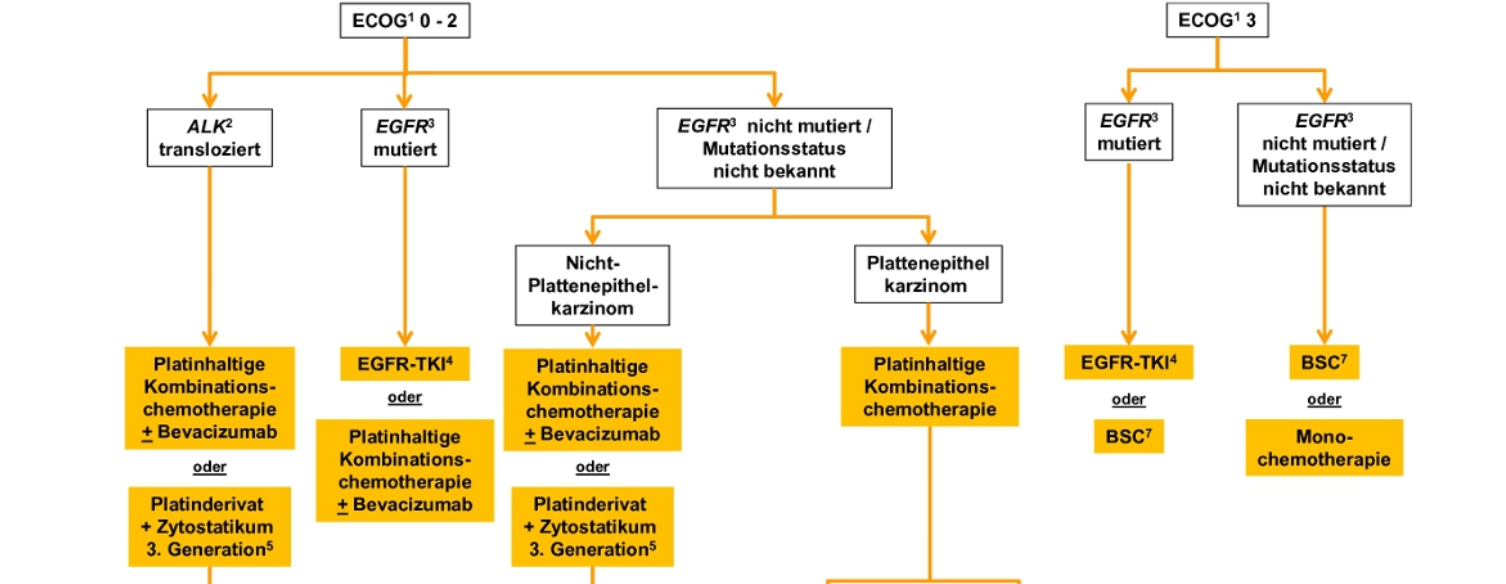 ECOG¹ 0 - 2
ECOG¹ 3
ALK²
transloziert
EGFR³
mutiert
EGFR³ nicht mutiert /
Mutationsstatus
nicht bekannt
EGFR³
mutiert
EGFR³
nicht mutiert /
Mutationsstatus
nicht bekannt
Nicht-
Plattenepithel-
karzinom
Plattenepithel
karzinom
Platinhaltige
Kombinations-
chemotherapie
+ Bevacizumab
oder
Platinderivat
+ Zytostatikum
3. Generation⁵
EGFR-TKI⁴
oder
Platinhaltige
Kombinations-
chemotherapie
+ Bevacizumab
Platinhaltige
Kombinations-
chemotherapie
+ Bevacizumab
oder
Platinderivat
+ Zytostatikum
3. Generation⁵
Platinhaltige
Kombinations-
chemotherapie
EGFR-TKI⁴
oder
BSC⁷
BSC⁷
oder
Mono-
chemotherapie